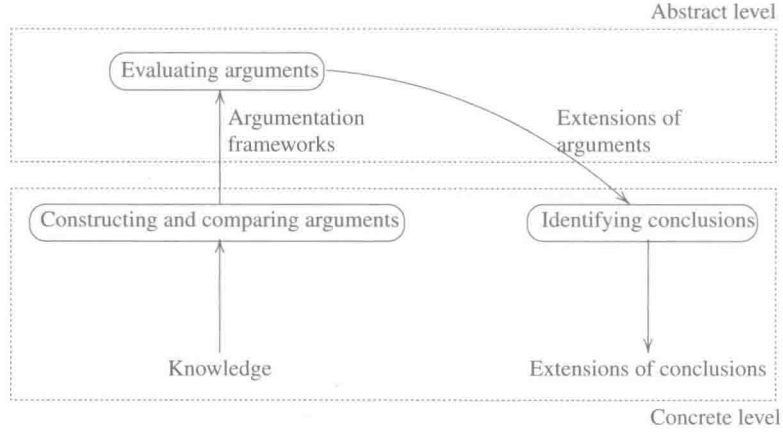 Abstract level
Evaluating arguments
Argumentation
frameworks
Extensions of
arguments
Constructing and comparing arguments
Identifying conclusions
Knowledge
Extensions of conclusions
Concrete level